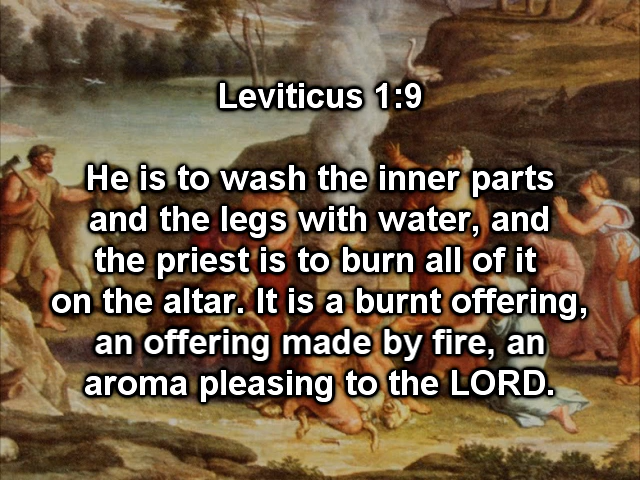 Leviticus 1:9
He is to wash the inner parts
and the legs with water, and
the priest is to burn all of it
on the altar. It is a burnt offering,
an offering made by fire, an
aroma pleasing to the LORD.